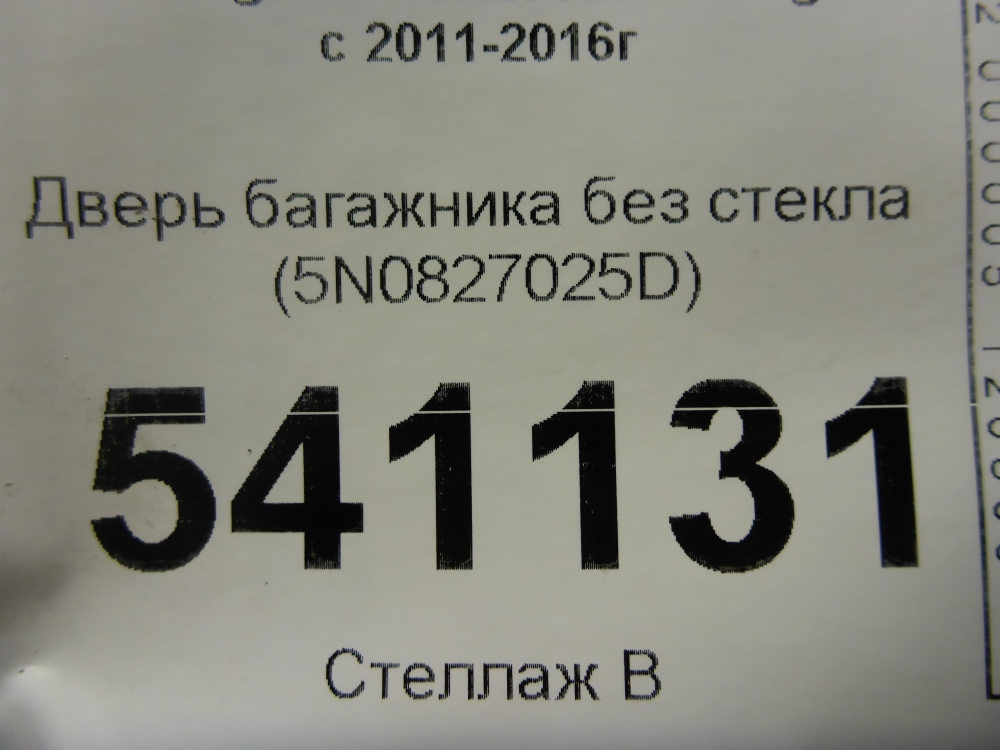 с 2011-2016г
Дверь багажника без стекла
(5N0827025D)
541131
Стеллаж В